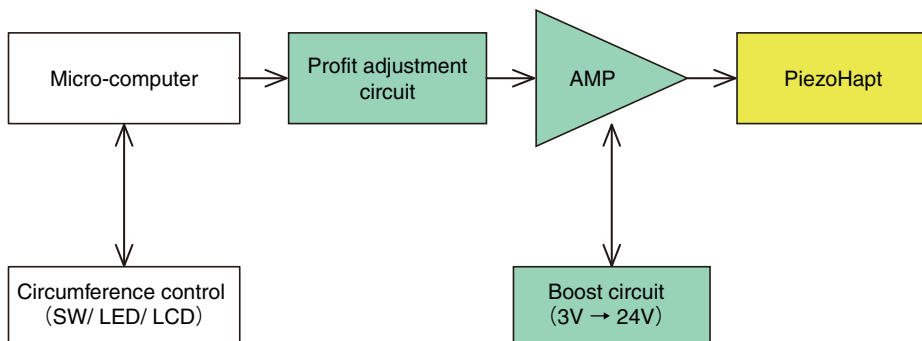 Micro-computer
Profit adjustment
circuit
AMP
PiezoHapt
Circumference control
（SW/ LED/ LCD）
Boost circuit
（3V → 24V）